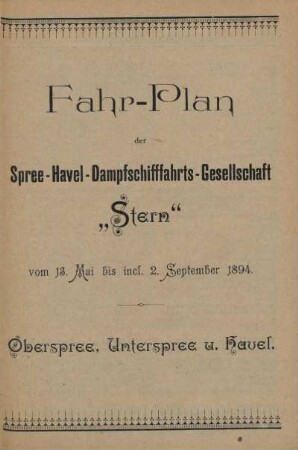 Fahr-Plan
der
Spree-Havel-Dampfschifffahrts-Gesellschaft
„Stern“
vom 13. Mai bis incl. 2. September 1894.
Oberspree, Unterspree u. Havel.